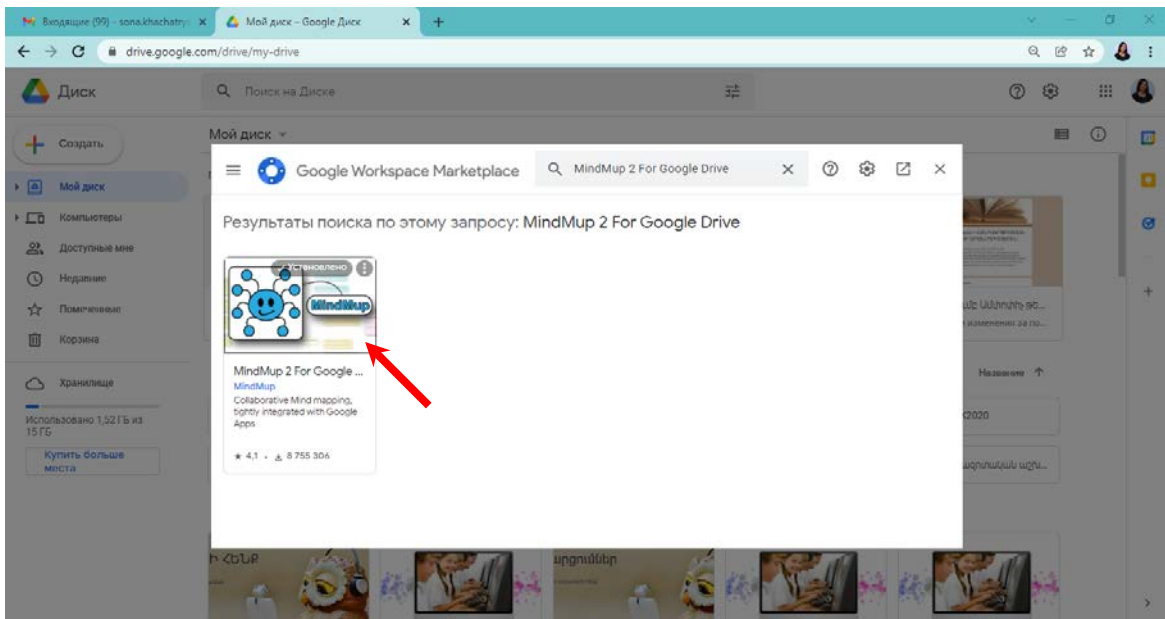 Входящие (99) - sona.khachatry
Мой диск – Google Диск
drive.google.com/drive/my-drive
Диск
Поиск на Диске
Создать
Мой диск
Мой диск
Компьютеры
Доступные мне
Недавние
Помеченные
Корзина
Хранилище
Использовано 1,52 ГБ из
15 ГБ
Купить больше
места
Google Workspace Marketplace
MindMup 2 For Google Drive
Результаты поиска по этому запросу: MindMup 2 For Google Drive
Установлено
MindMup
MindMup 2 For Google ...
MindMup
Collaborative Mind mapping,
tightly integrated with Google
Apps
4,1
8 755 306
Название